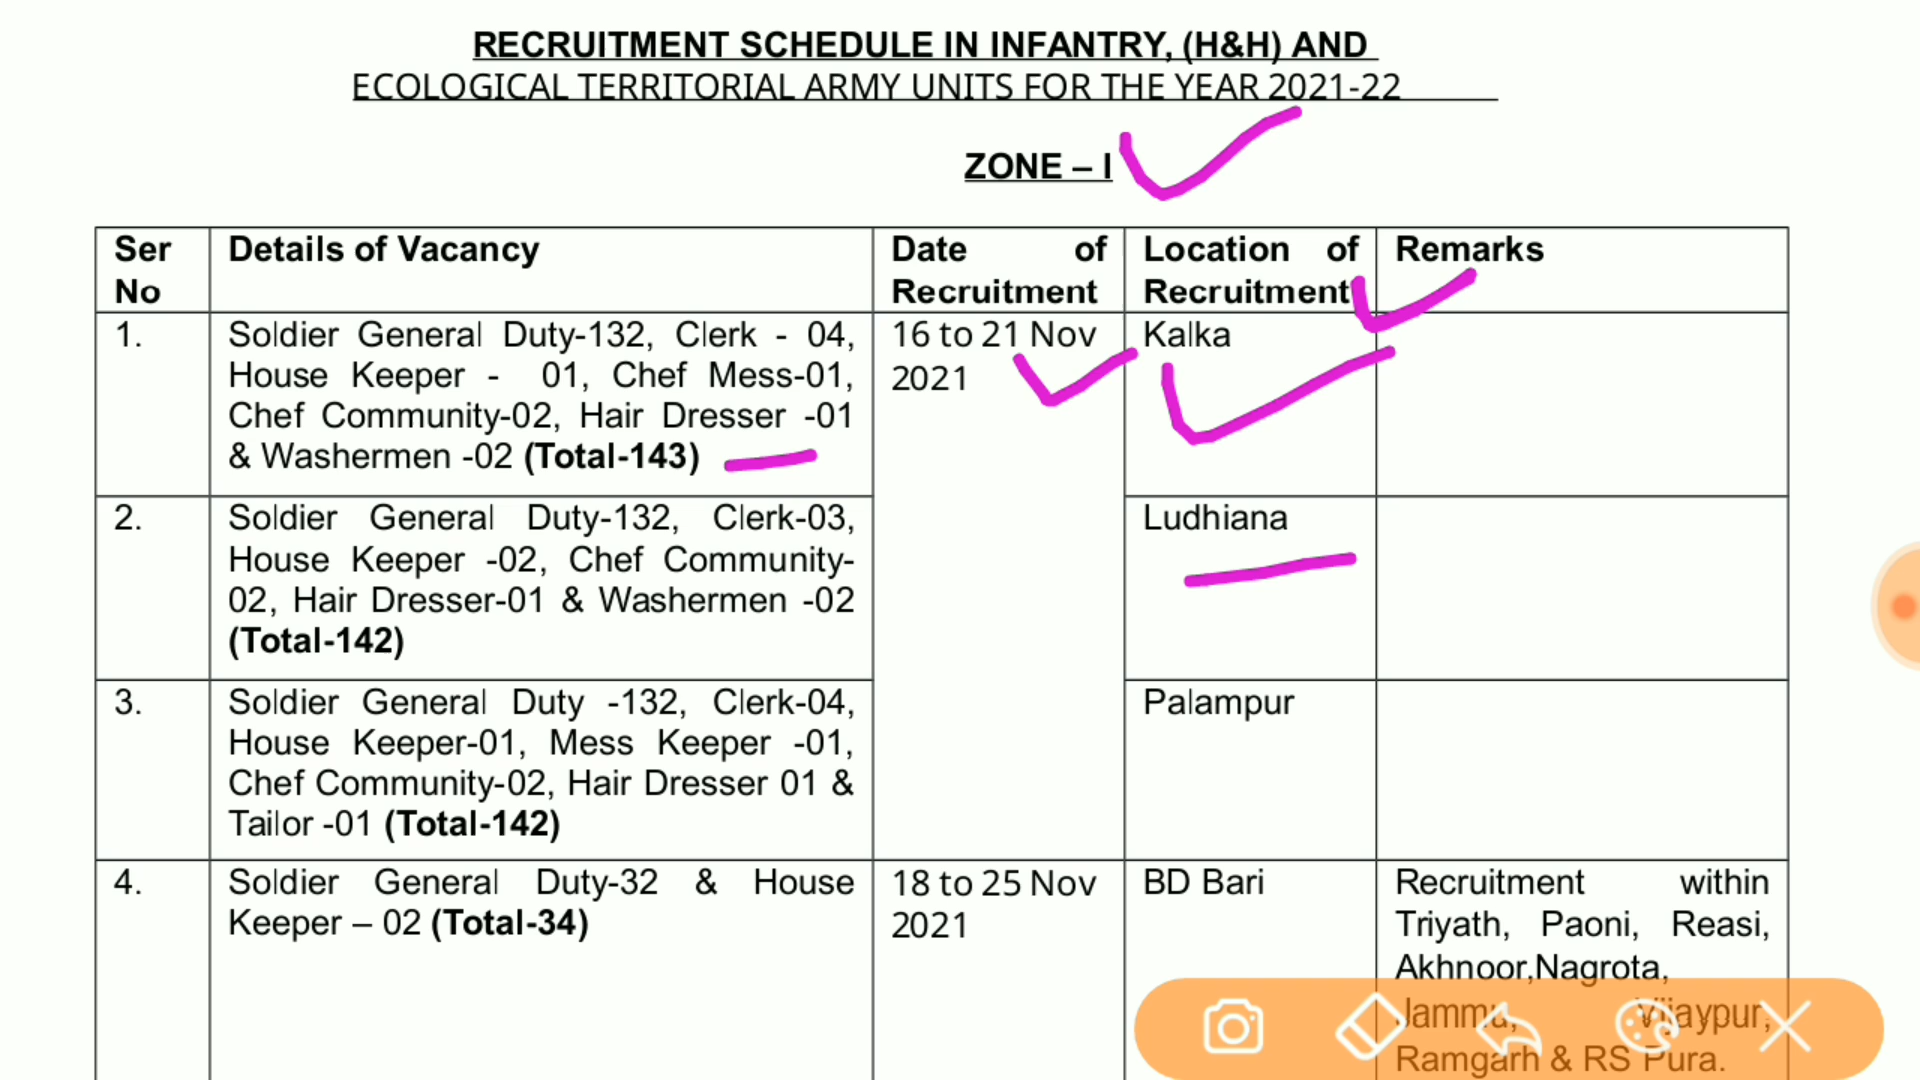 RECRUITMENT SCHEDULE IN INFANTRY, (H&H) AND
ECOLOGICAL TERRITORIAL ARMY UNITS FOR THE YEAR 2021-22
ZONE – I
Ser No
Details of Vacancy
Date of Recruitment
Location of Recruitment
Remarks
1.
Soldier General Duty-132, Clerk - 04,
House Keeper - 01, Chef Mess-01,
Chef Community-02, Hair Dresser -01
& Washermen -02 (Total-143)
16 to 21 Nov
2021
Kalka
2.
Soldier General Duty-132, Clerk-03,
House Keeper -02, Chef Community-
02, Hair Dresser-01 & Washermen -02
(Total-142)
Ludhiana
3.
Soldier General Duty -132, Clerk-04,
House Keeper-01, Mess Keeper -01,
Chef Community-02, Hair Dresser 01 &
Tailor -01 (Total-142)
Palampur
4.
Soldier General Duty-32 & House
Keeper – 02 (Total-34)
18 to 25 Nov
2021
BD Bari
Recruitment within
Triyath, Paoni, Reasi,
Akhnoor,Nagrota,
Jammu, Vijaypur,
Ramgarh & RS Pura.